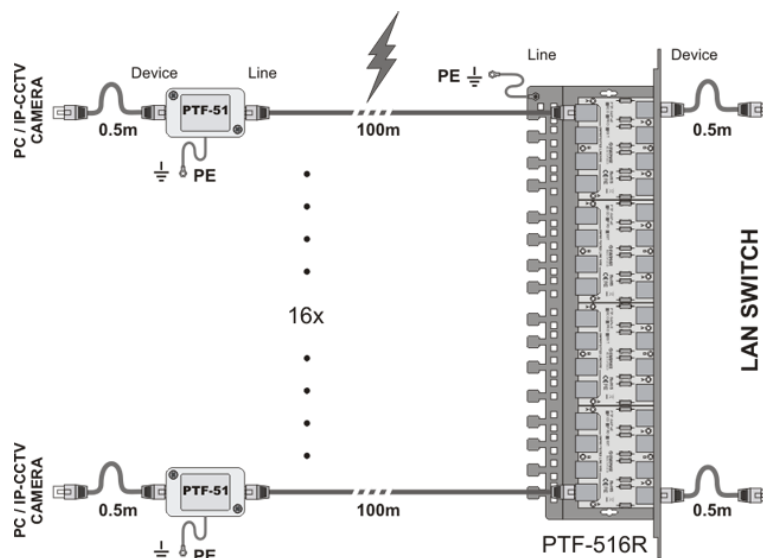 Device
Line
PTF-51
PC / IP-CCTV
CAMERA
0.5m
PE
100m
Line
Device
PE
0.5m
16x
LAN SWITCH
PC / IP-CCTV
CAMERA
PTF-51
0.5m
PE
100m
0.5m
PTF-516R